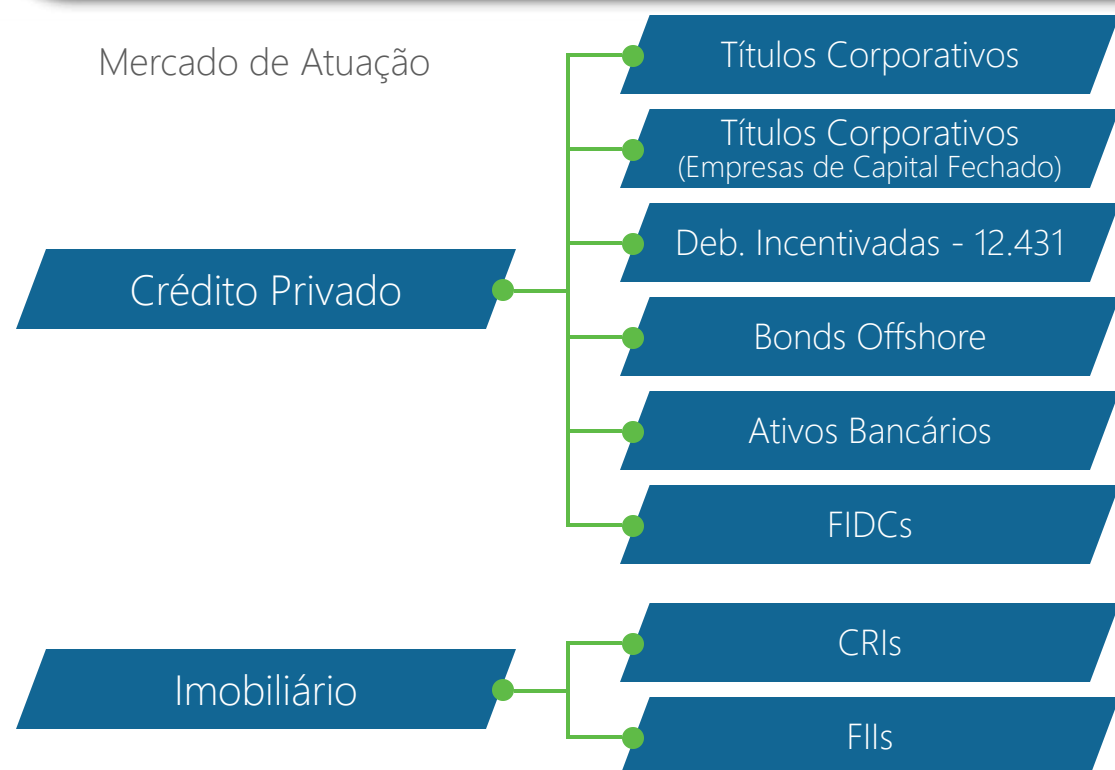 Mercado de Atuação
Crédito Privado
Títulos Corporativos
Títulos Corporativos
(Empresas de Capital Fechado)
Deb. Incentivadas - 12.431
Bonds Offshore
Ativos Bancários
FIDCs
Imobiliário
CRIs
FIIs